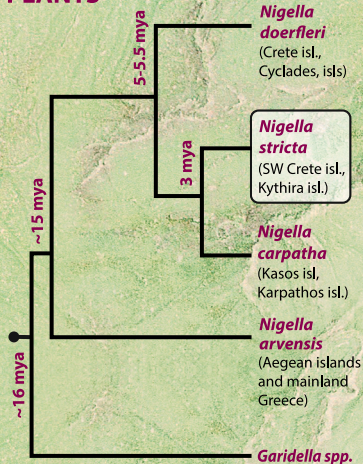 PLANTS
5-5.5 mya
Nigella
doerfleri
(Crete isl.,
Cyclades, isls)
3 mya
Nigella
stricta
(SW Crete isl.,
Kythira isl.)
~15 mya
Nigella
carpatha
(Kasos isl,
Karpathos isl.)
Nigella
arvensis
(Aegean islands
and mainland
Greece)
~16 mya
Garidella spp.